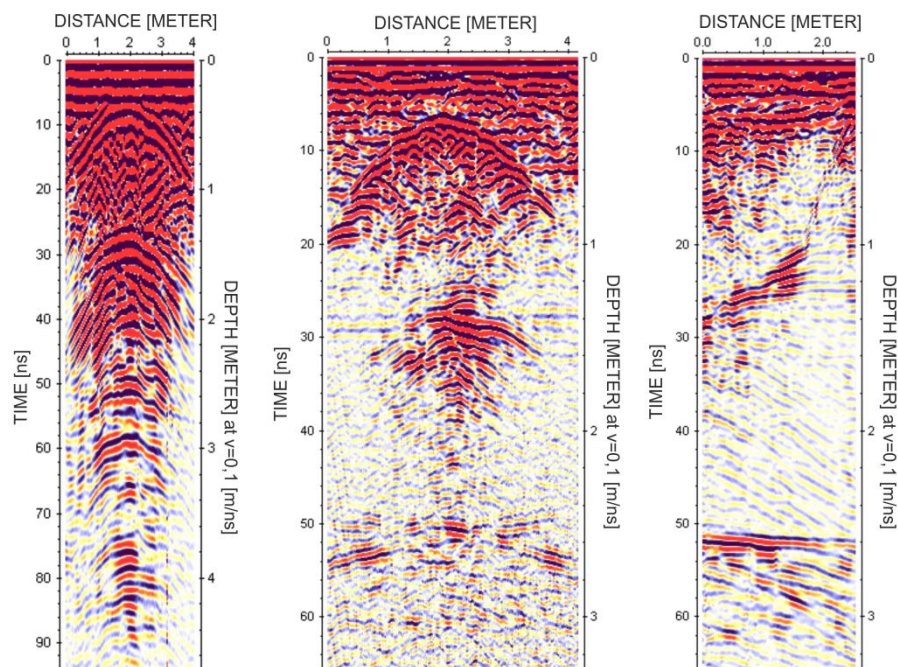 DISTANCE [METER]
0 1 2 3 4
0 0
10
20 1
30
40 2
50
60 3
70
80 4
90
TIME [ns]
DEPTH [METER] at v=0,1 [m/ns]
DISTANCE [METER]
0 1 2 3 4
0 0
10
20 1
30
40 2
50
60 3
TIME [ns]
DEPTH [METER] at v=0,1 [m/ns]
DISTANCE [METER]
0.0 1.0 2.0
0 0
10
20 1
30
40 2
50
60 3
TIME [ns]
DEPTH [METER] at v=0,1 [m/ns]